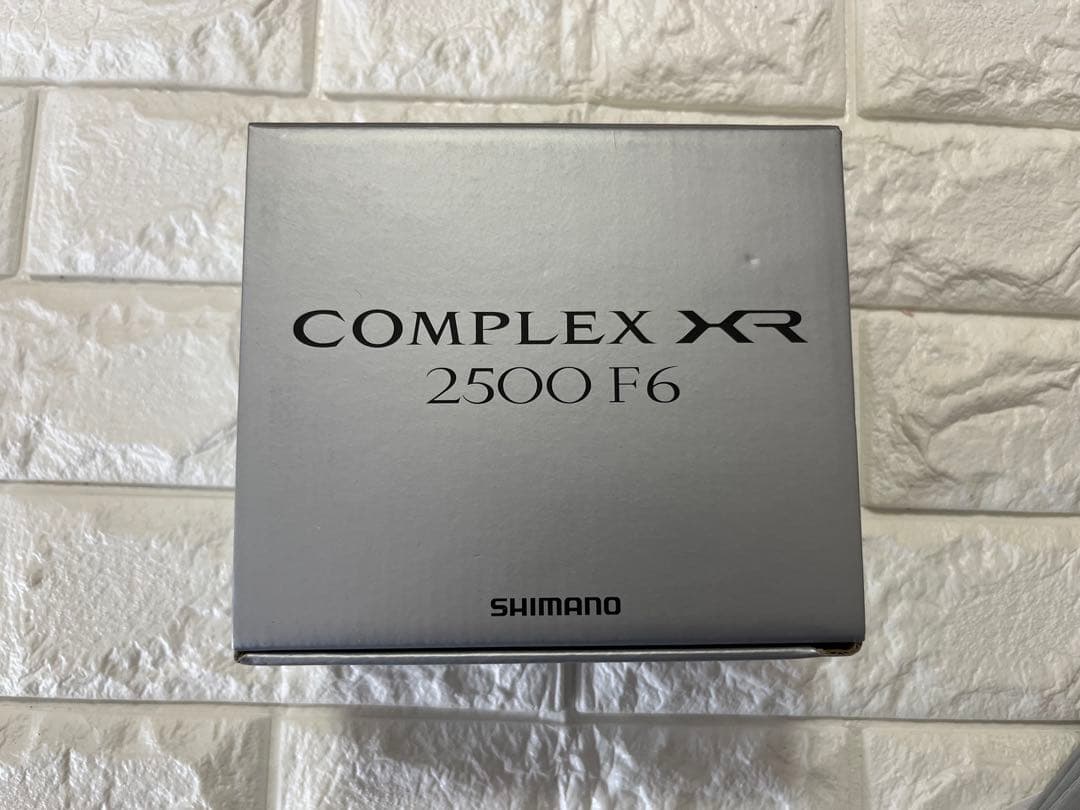 COMPLEX XR
2500 F6
SHIMANO